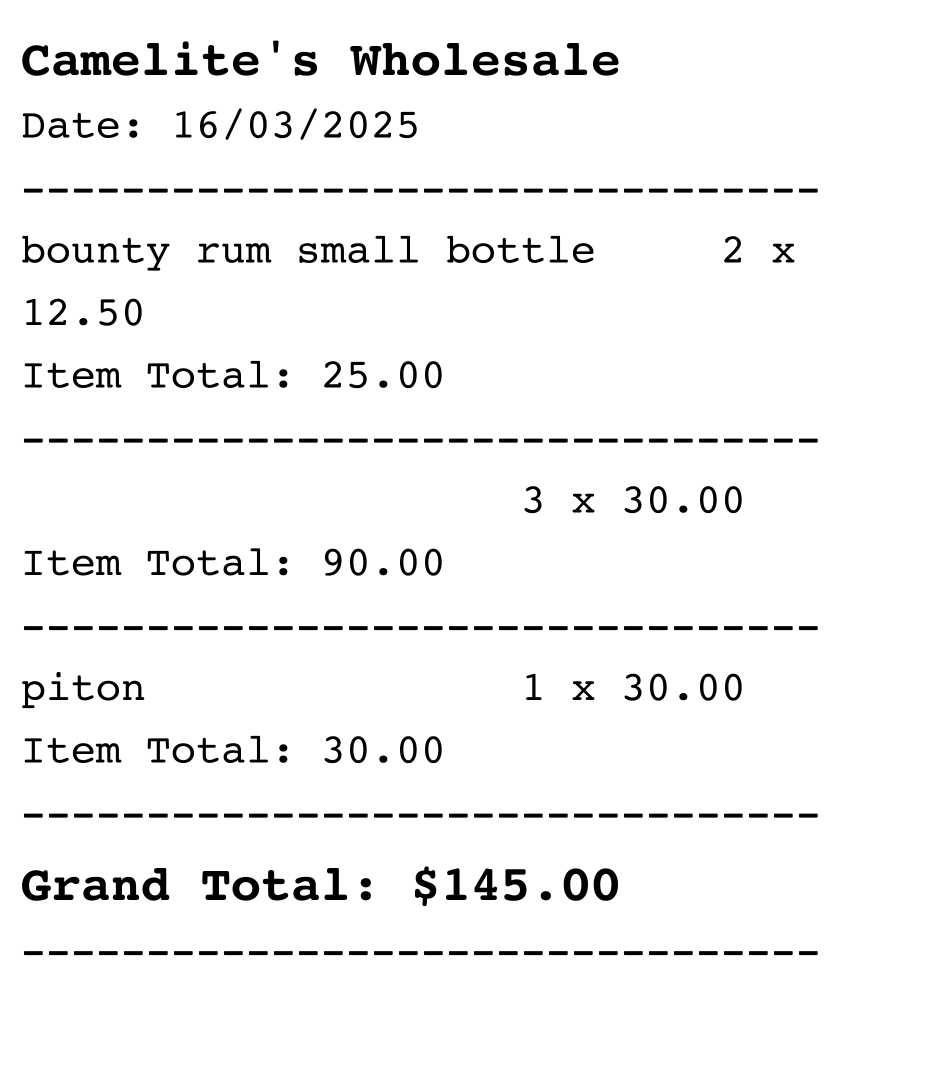 Camelite's Wholesale
Date: 16/03/2025
--------------------------------
bounty rum small bottle     2 x
12.50
Item Total: 25.00
--------------------------------
                    3 x 30.00
Item Total: 90.00
--------------------------------
piton               1 x 30.00
Item Total: 30.00
--------------------------------
Grand Total: $145.00
--------------------------------